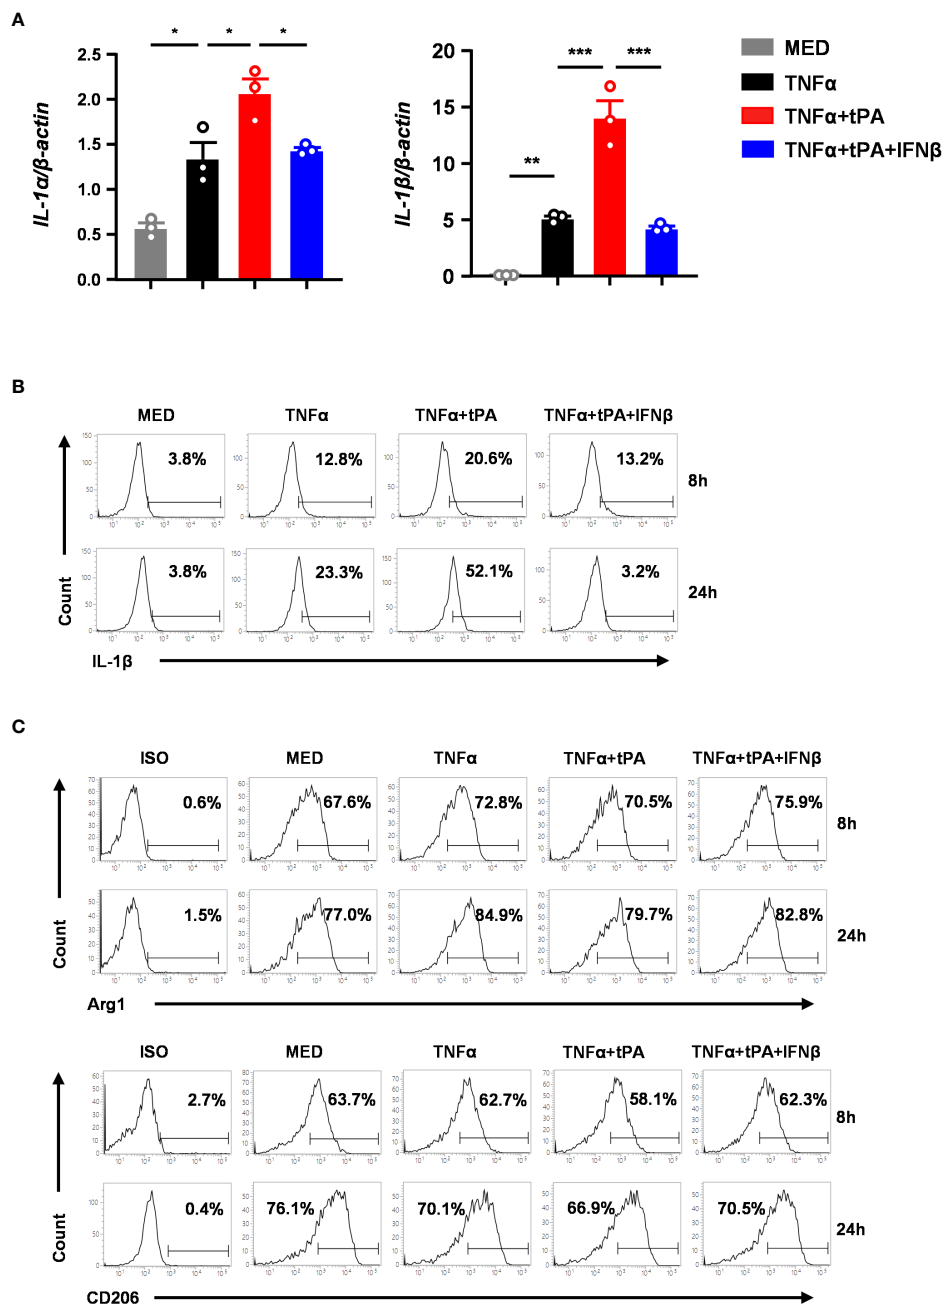 A
* * *
2.5
2.0
1.5
1.0
0.5
0.0
IL-1α/β-actin
** *** ***
20
15
10
5
0
IL-1β/β-actin
MED
TNFα
TNFα+tPA
TNFα+tPA+IFNβ
B
MED TNFα TNFα+tPA TNFα+tPA+IFNβ
3.8% 12.8% 20.6% 13.2%
8h
3.8% 23.3% 52.1% 3.2%
24h
Count
IL-1β
C
ISO MED TNFα TNFα+tPA TNFα+tPA+IFNβ
0.6% 67.6% 72.8% 70.5% 75.9%
8h
1.5% 77.0% 84.9% 79.7% 82.8%
24h
Count
Arg1
ISO MED TNFα TNFα+tPA TNFα+tPA+IFNβ
2.7% 63.7% 62.7% 58.1% 62.3%
8h
0.4% 76.1% 70.1% 66.9% 70.5%
24h
Count
CD206